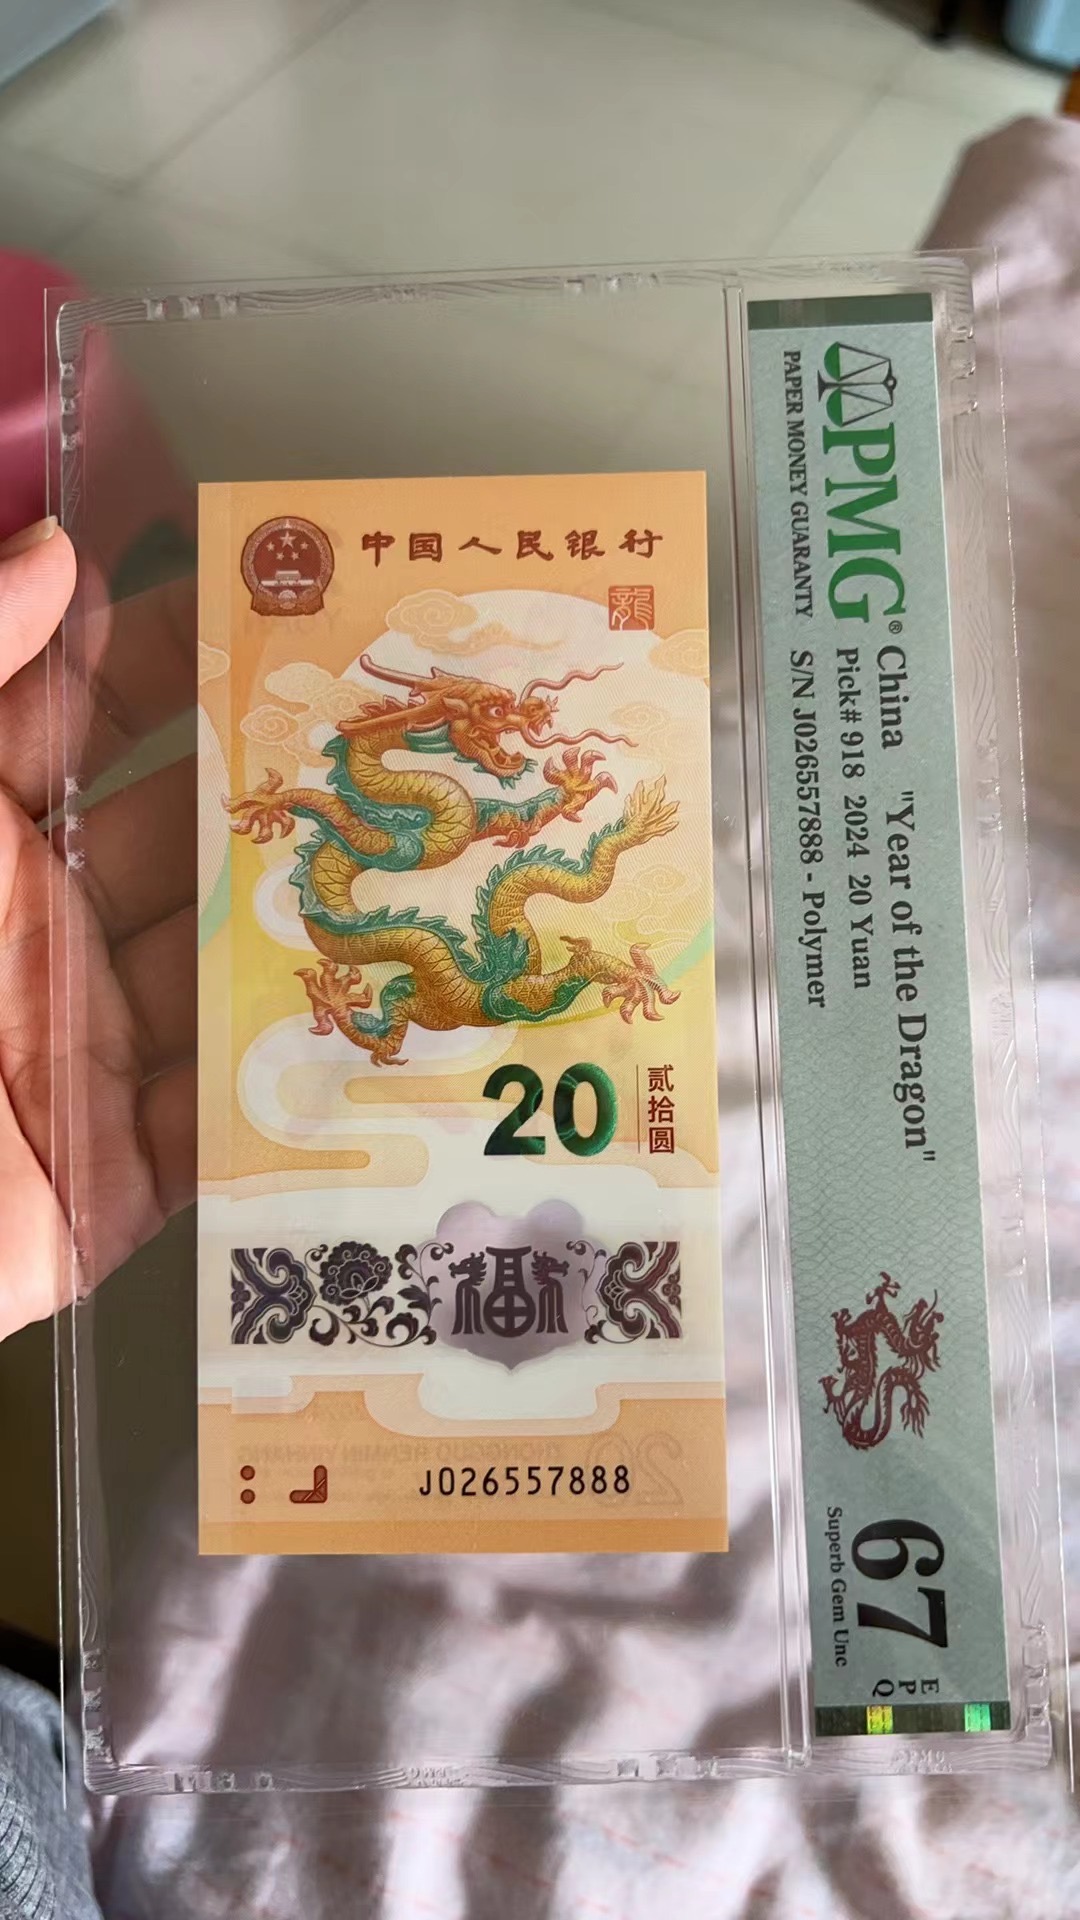 中国人民银行
龍
20
贰拾圆
福
J026557888
PMG®
PAPER MONEY GUARANTY
China "Year of the Dragon"
Pick# 918 2024 20 Yuan
S/N J026557888 - Polymer
67 EPQ
Superb Gem Unc